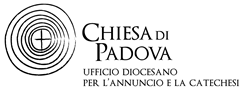 CHIESA DI
PADOVA
UFFICIO DIOCESANO
PER L'ANNUNCIO E LA CATECHESI